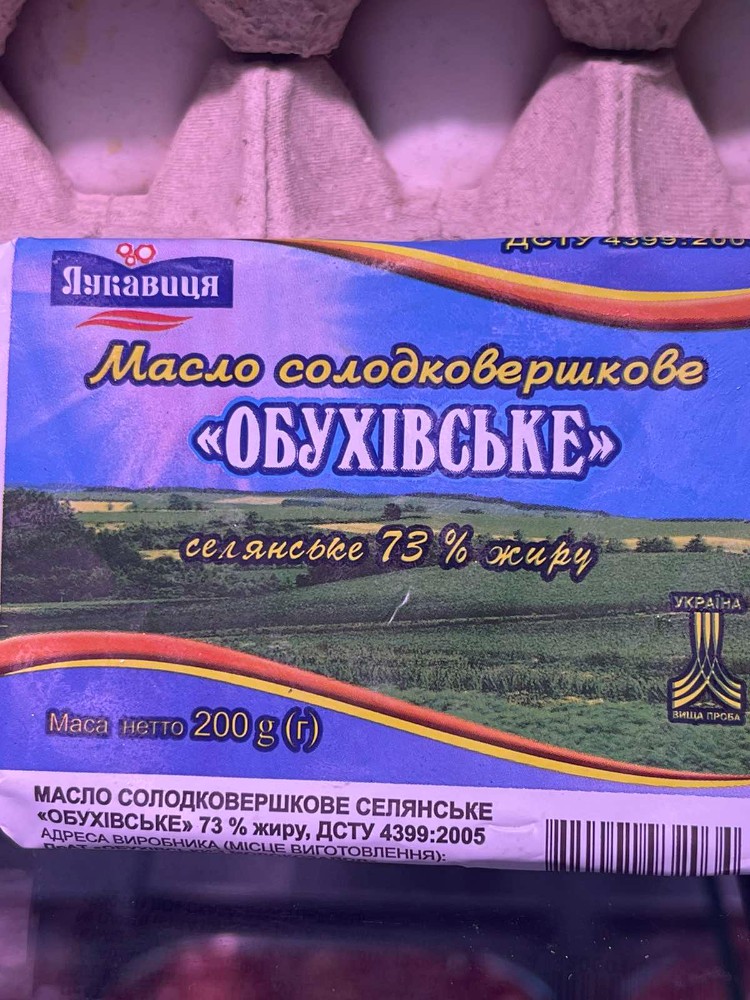 ДСТУ 4399:200
Лукавиця
Масло солодковершкове
«ОБУХІВСЬКЕ»
селянське 73 % жиру
УКРАЇНА
ВИЩА ПРОБА
Маса нетто 200 g (г)
МАСЛО СОЛОДКОВЕРШКОВЕ СЕЛЯНСЬКЕ
«ОБУХІВСЬКЕ» 73 % жиру, ДСТУ 4399:2005
АДРЕСА ВИРОБНИКА (МІСЦЕ ВИГОТОВЛЕННЯ):